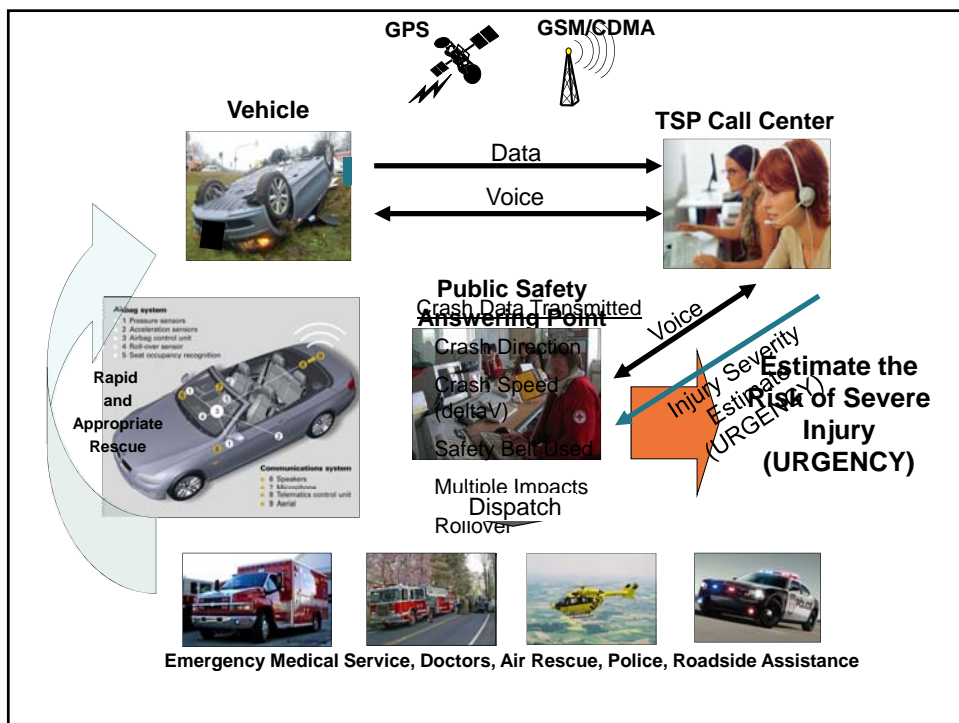 GPS
GSM/CDMA
Vehicle
TSP Call Center
Data
Voice
Public Safety
Answering Point
Crash Data Transmitted
Crash Direction
Crash Speed
(deltaV)
Safety Belt Used
Multiple Impacts
Rollover
Dispatch
Voice
Injury Severity
Estimate
(URGENCY)
Estimate the
Risk of Severe
Injury
(URGENCY)
Airbag system
1 Pressure sensors
2 Acceleration sensors
3 Airbag control unit
4 Roll-over sensor
5 Seat occupancy recognition
Rapid
and
Appropriate
Rescue
Communications system
6 Speakers
7 Microphone
8 Telematics control unit
9 Aerial
Emergency Medical Service, Doctors, Air Rescue, Police, Roadside Assistance